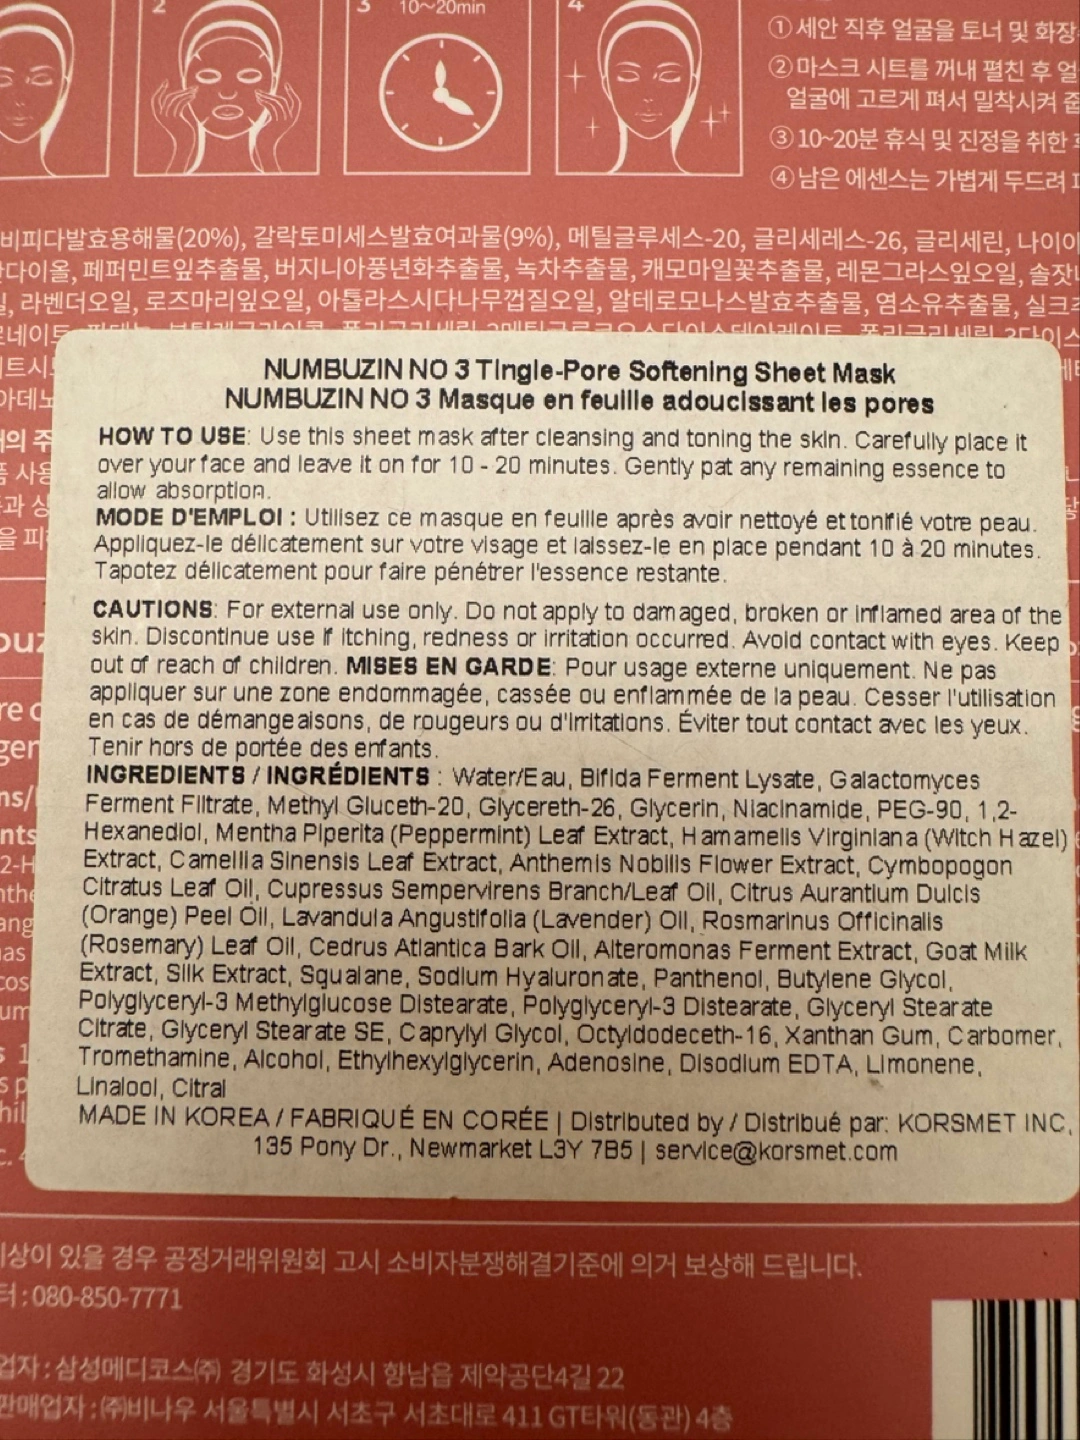 2
3
10~20min
4
① 세안 직후 얼굴을 토너 및
② 마스크 시트를 꺼내 펼친 후
얼굴에 고르게 펴서 밀착시켜
③ 10~20분 휴식 및 진정을 취한
④ 남은 에센스는 가볍게 두드려
비피다발효용해물(20%), 갈락토미세스발효여과물(9%), 메틸글루세스-20, 글리세레스-26, 글리세린,
페퍼민트잎추출물, 버지니아풍년화추출물, 녹차추출물, 캐모마일꽃추출물, 레몬그라스잎오일,
라벤더오일, 로즈마리잎오일, 아틀라스시다나무껍질오일, 알테로모나스발효추출물, 염소유추출물,
NUMBUZIN NO 3 Tingle-Pore Softening Sheet Mask
NUMBUZIN NO 3 Masque en feuille adoucissant les pores
HOW TO USE: Use this sheet mask after cleansing and toning the skin. Carefully place it
over your face and leave it on for 10 - 20 minutes. Gently pat any remaining essence to
allow absorption.
MODE D'EMPLOI : Utilisez ce masque en feuille après avoir nettoyé et tonifié votre peau.
Appliquez-le délicatement sur votre visage et laissez-le en place pendant 10 à 20 minutes.
Tapotez délicatement pour faire pénétrer l'essence restante.
CAUTIONS: For external use only. Do not apply to damaged, broken or inflamed area of the
skin. Discontinue use if itching, redness or irritation occurred. Avoid contact with eyes. Keep
out of reach of children. MISES EN GARDE: Pour usage externe uniquement. Ne pas
appliquer sur une zone endommagée, cassée ou enflammée de la peau. Cesser l'utilisation
en cas de démangeaisons, de rougeurs ou d'irritations. Éviter tout contact avec les yeux.
Tenir hors de portée des enfants.
INGREDIENTS / INGRÉDIENTS : Water/Eau, Bifida Ferment Lysate, Galactomyces
Ferment Filtrate, Methyl Gluceth-20, Glycereth-26, Glycerin, Niacinamide, PEG-90, 1,2-
Hexanediol, Mentha Piperita (Peppermint) Leaf Extract, Hamamelis Virginiana (Witch Hazel)
Extract, Camellia Sinensis Leaf Extract, Anthemis Nobilis Flower Extract, Cymbopogon
Citratus Leaf Oil, Cupressus Sempervirens Branch/Leaf Oil, Citrus Aurantium Dulcis
(Orange) Peel Oil, Lavandula Angustifolia (Lavender) Oil, Rosmarinus Officinalis
(Rosemary) Leaf Oil, Cedrus Atlantica Bark Oil, Alteromonas Ferment Extract, Goat Milk
Extract, Silk Extract, Squalane, Sodium Hyaluronate, Panthenol, Butylene Glycol,
Polyglyceryl-3 Methylglucose Distearate, Polyglyceryl-3 Distearate, Glyceryl Stearate
Citrate, Glyceryl Stearate SE, Caprylyl Glycol, Octyldodeceth-16, Xanthan Gum, Carbomer,
Tromethamine, Alcohol, Ethylhexylglycerin, Adenosine, Disodium EDTA, Limonene,
Linalool, Citral
MADE IN KOREA / FABRIQUÉ EN CORÉE | Distributed by / Distribué par: KORSMET INC.
135 Pony Dr., Newmarket L3Y 7B5 | service@korsmet.com
이상이 있을 경우 공정거래위원회 고시 소비자분쟁해결기준에 의거 보상해 드립니다.
터 : 080-850-7771
업자 : 삼성메디코스㈜ 경기도 화성시 향남읍 제약공단4길 22
판매업자 : ㈜비나우 서울특별시 서초구 서초대로 411 GT타워(동관) 4층